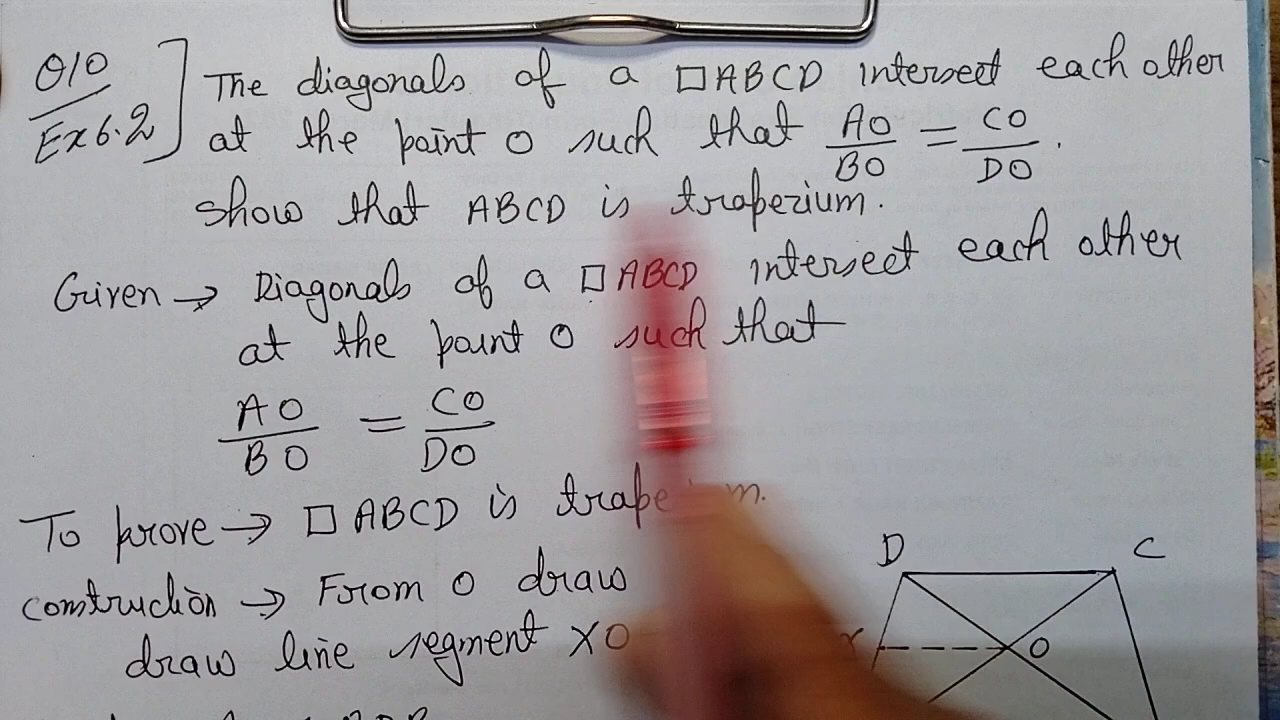 Q10
Ex 6.2
The diagonals of a □ABCD intersect each other
at the point O such that AO/BO = CO/DO.
Show that ABCD is trapezium.
Given → Diagonals of a □ABCD intersect each other
at the point O such that
AO/BO = CO/DO
To prove → □ABCD is
construction → From O draw
draw line segment XO
D C
X O